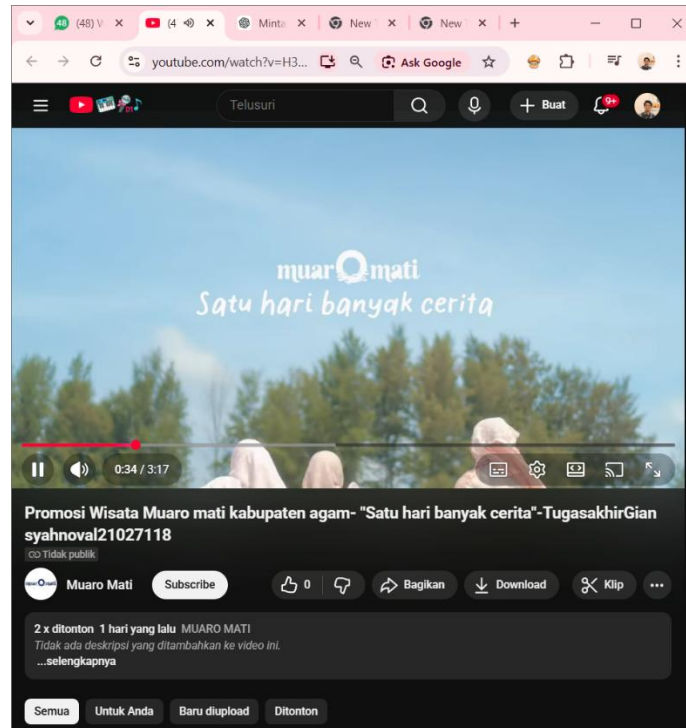 48 (48) V
(4
Minta
New T
New T
youtube.com/watch?v=H3...
Ask Google
Telusuri
Buat
9+
muaro mati
Satu hari banyak cerita
0:34 / 3:17
Promosi Wisata Muaro mati kabupaten agam- "Satu hari banyak cerita"-TugasakhirGian
syahnoval21027118
Tidak publik
Muaro Mati
Subscribe
0
Bagikan
Download
Klip
2 x ditonton 1 hari yang lalu MUARO MATI
Tidak ada deskripsi yang ditambahkan ke video ini.
...selengkapnya
Semua
Untuk Anda
Baru diupload
Ditonton